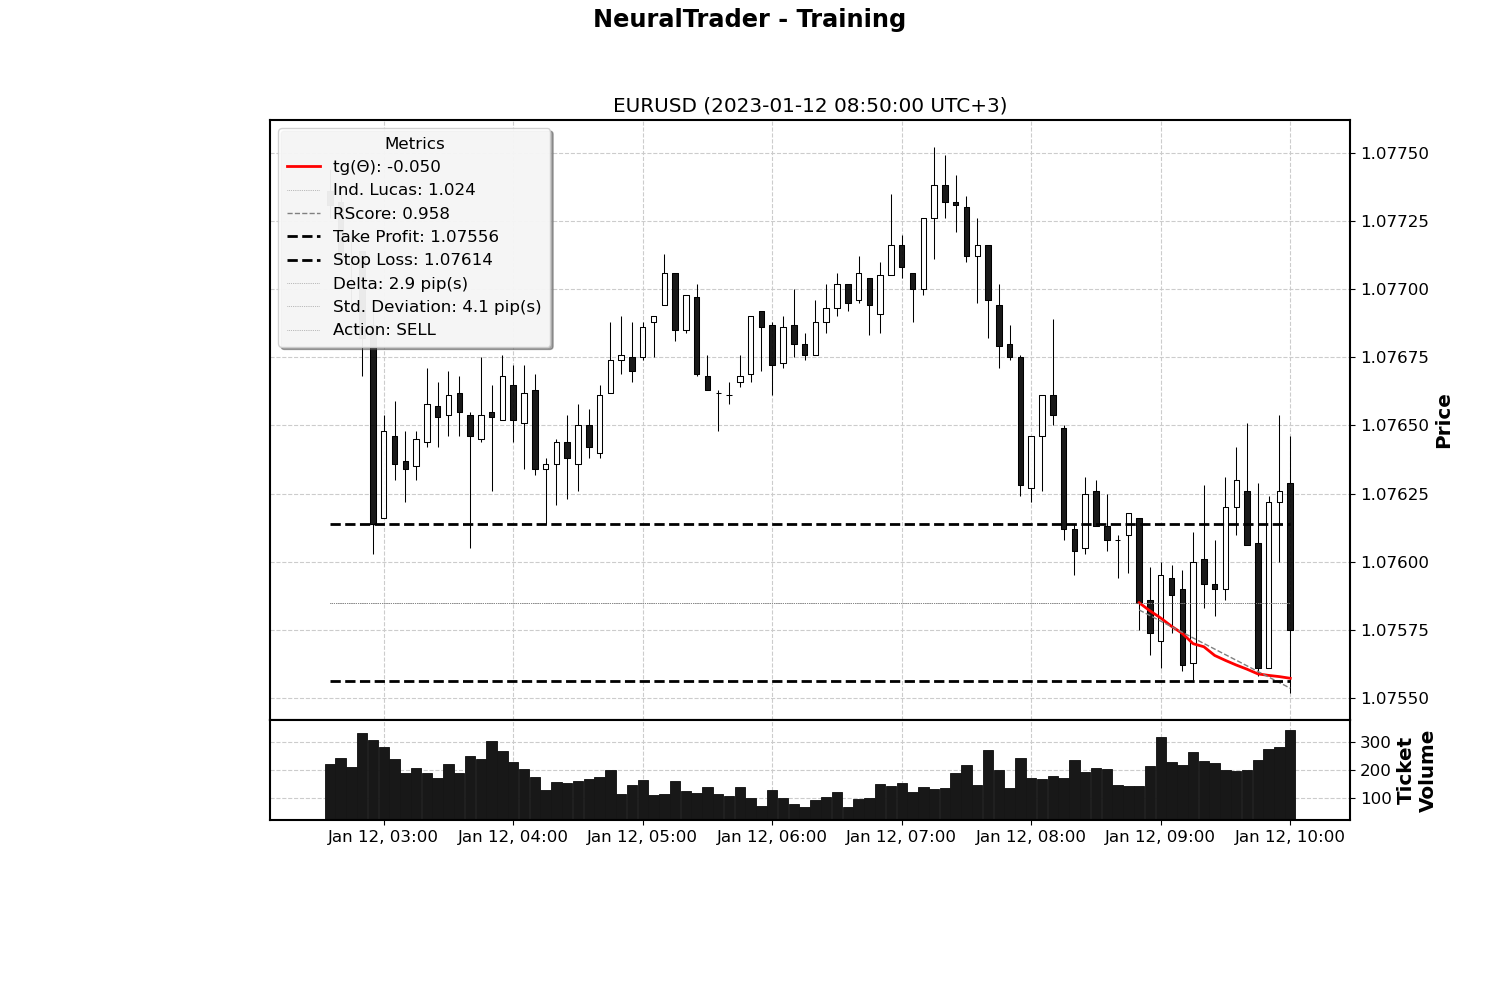 NeuralTrader - Training
EURUSD (2023-01-12 08:50:00 UTC+3)
Metrics
tg(Θ): -0.050
Ind. Lucas: 1.024
RScore: 0.958
Take Profit: 1.07556
Stop Loss: 1.07614
Delta: 2.9 pip(s)
Std. Deviation: 4.1 pip(s)
Action: SELL
1.07750
1.07725
1.07700
1.07675
1.07650
1.07625
1.07600
1.07575
1.07550
Price
300
200
100
Ticket
Volume
Jan 12, 03:00
Jan 12, 04:00
Jan 12, 05:00
Jan 12, 06:00
Jan 12, 07:00
Jan 12, 08:00
Jan 12, 09:00
Jan 12, 10:00